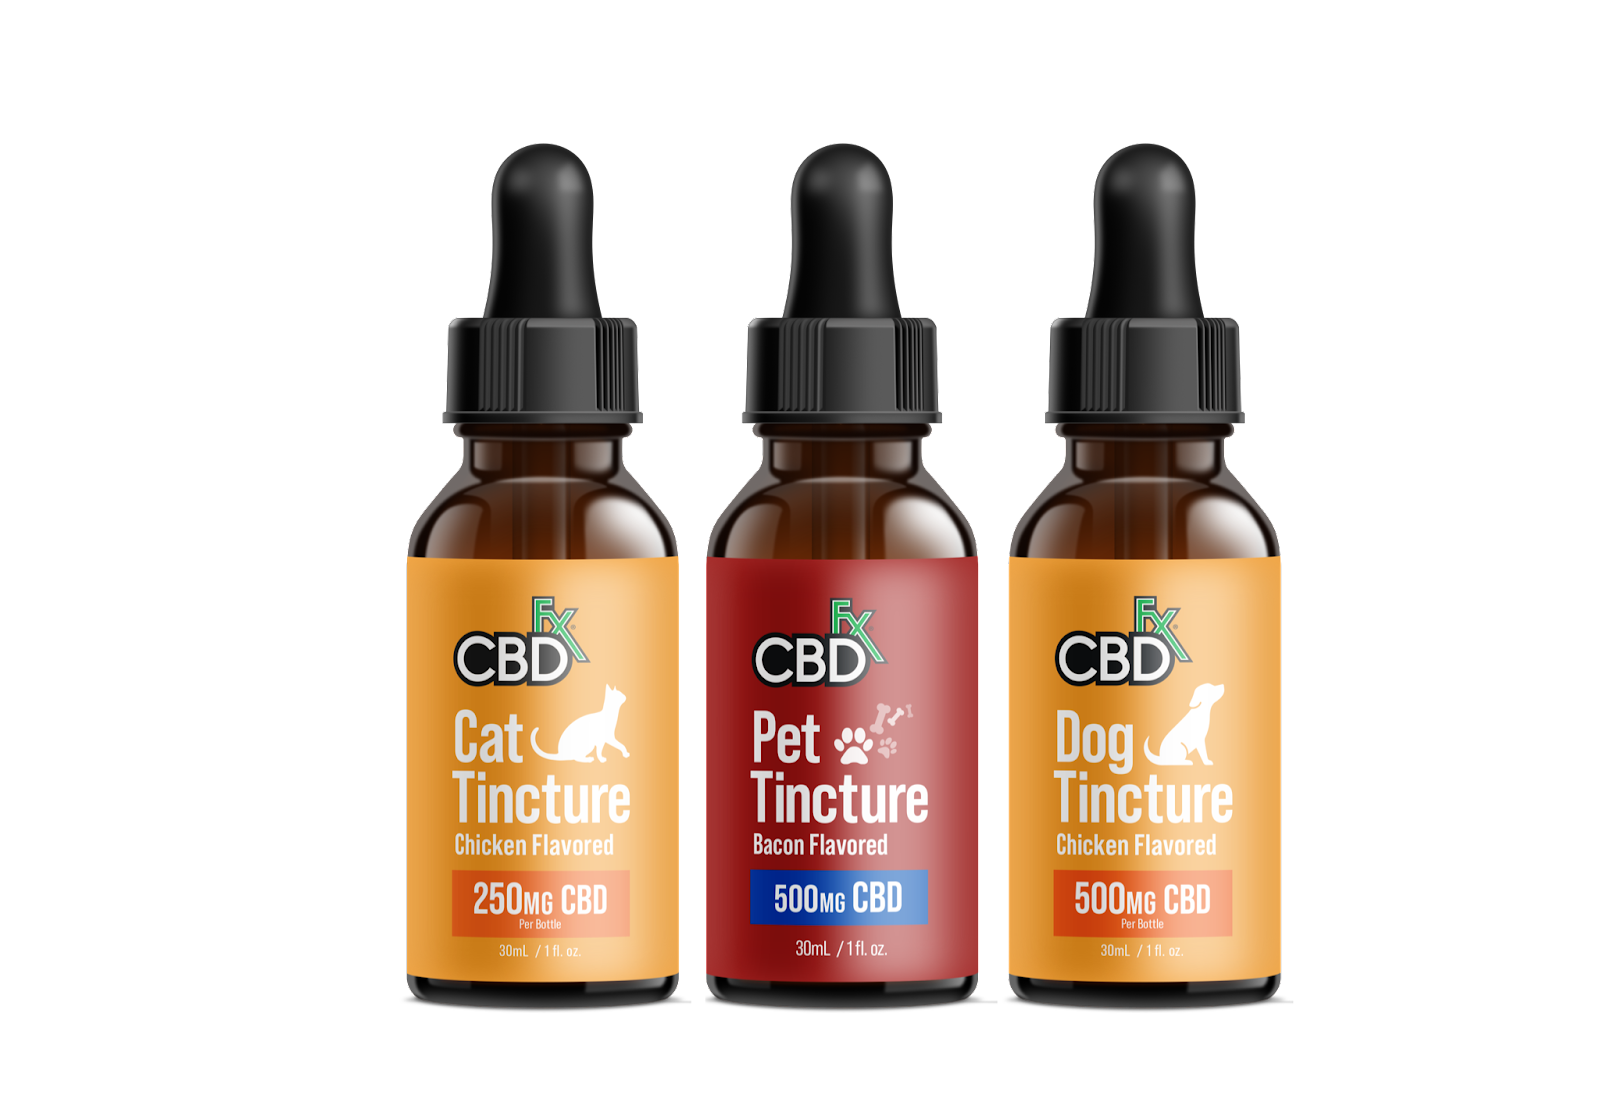 CBDFx®
Cat
Tincture
Chicken Flavored
250MG CBD
Per Bottle
30mL / 1 fl. oz.
CBDFx®
Pet
Tincture
Bacon Flavored
500MG CBD
30mL / 1 fl. oz.
CBDFx®
Dog
Tincture
Chicken Flavored
500MG CBD
Per Bottle
30mL / 1 fl. oz.